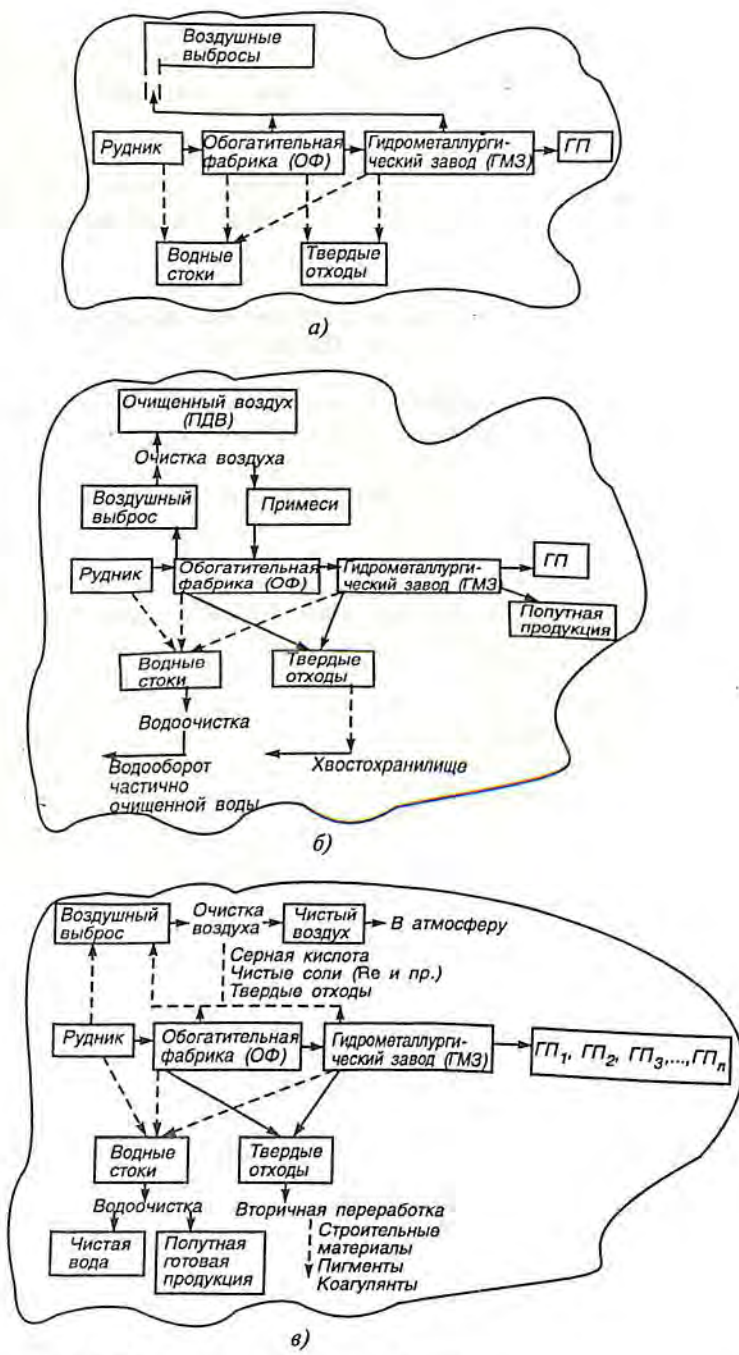 Воздушные
выбросы
Рудник
Обогатительная
фабрика (ОФ)
Гидрометаллурги-
ческий завод (ГМЗ)
ГП
Водные
стоки
Твердые
отходы
а)
Очищенный воздух
(ПДВ)
Очистка воздуха
Воздушный
выброс
Примеси
Рудник
Обогатительная
фабрика (ОФ)
Гидрометаллурги-
ческий завод (ГМЗ
ГП
Попутная
продукция
Водные
стоки
Твердые
отходы
Водоочистка
Водооборот
частично
очищенной воды
Хвостохранилище
б)
Воздушный
выброс
Очистка
воздуха
Чистый
воздух
В атмосферу
Серная кислота
Чистые соли (Re и пр.)
Твердые отходы
Рудник
Обогатительная
фабрика (ОФ)
Гидрометаллурги-
ческий завод (ГМЗ)
ГП1, ГП2, ГП3,...,ГПn
Водные
стоки
Твердые
отходы
Водоочистка
Вторичная переработка
Чистая
вода
Попутная
готовая
продукция
Строительные
материалы
Пигменты
Коагулянты
в)